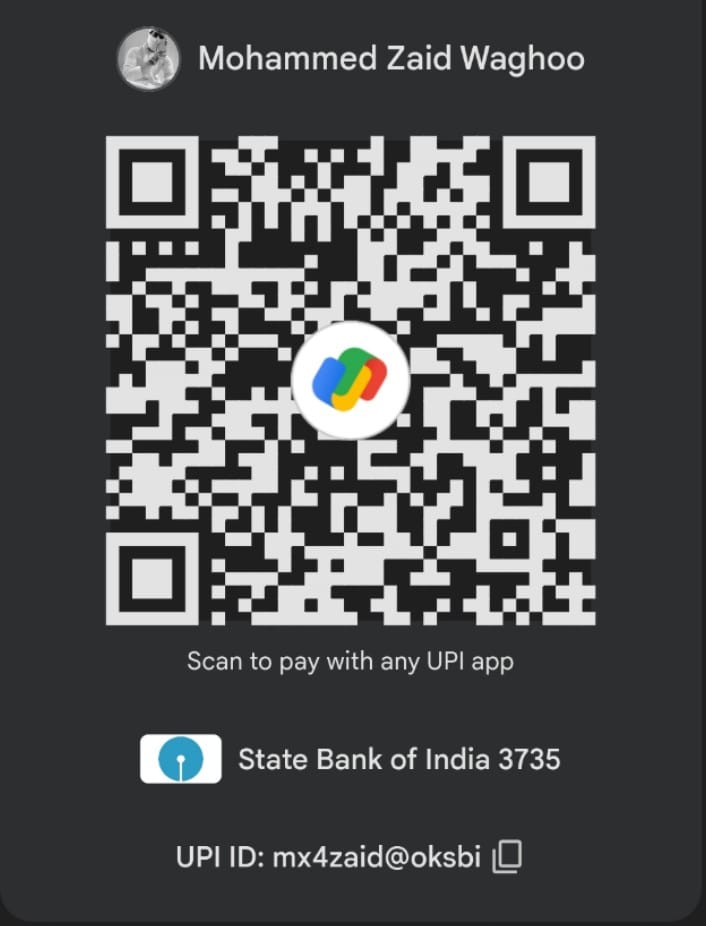 Mohammed Zaid Waghoo
Scan to pay with any UPI app
State Bank of India 3735
UPI ID: mx4zaid@oksbi